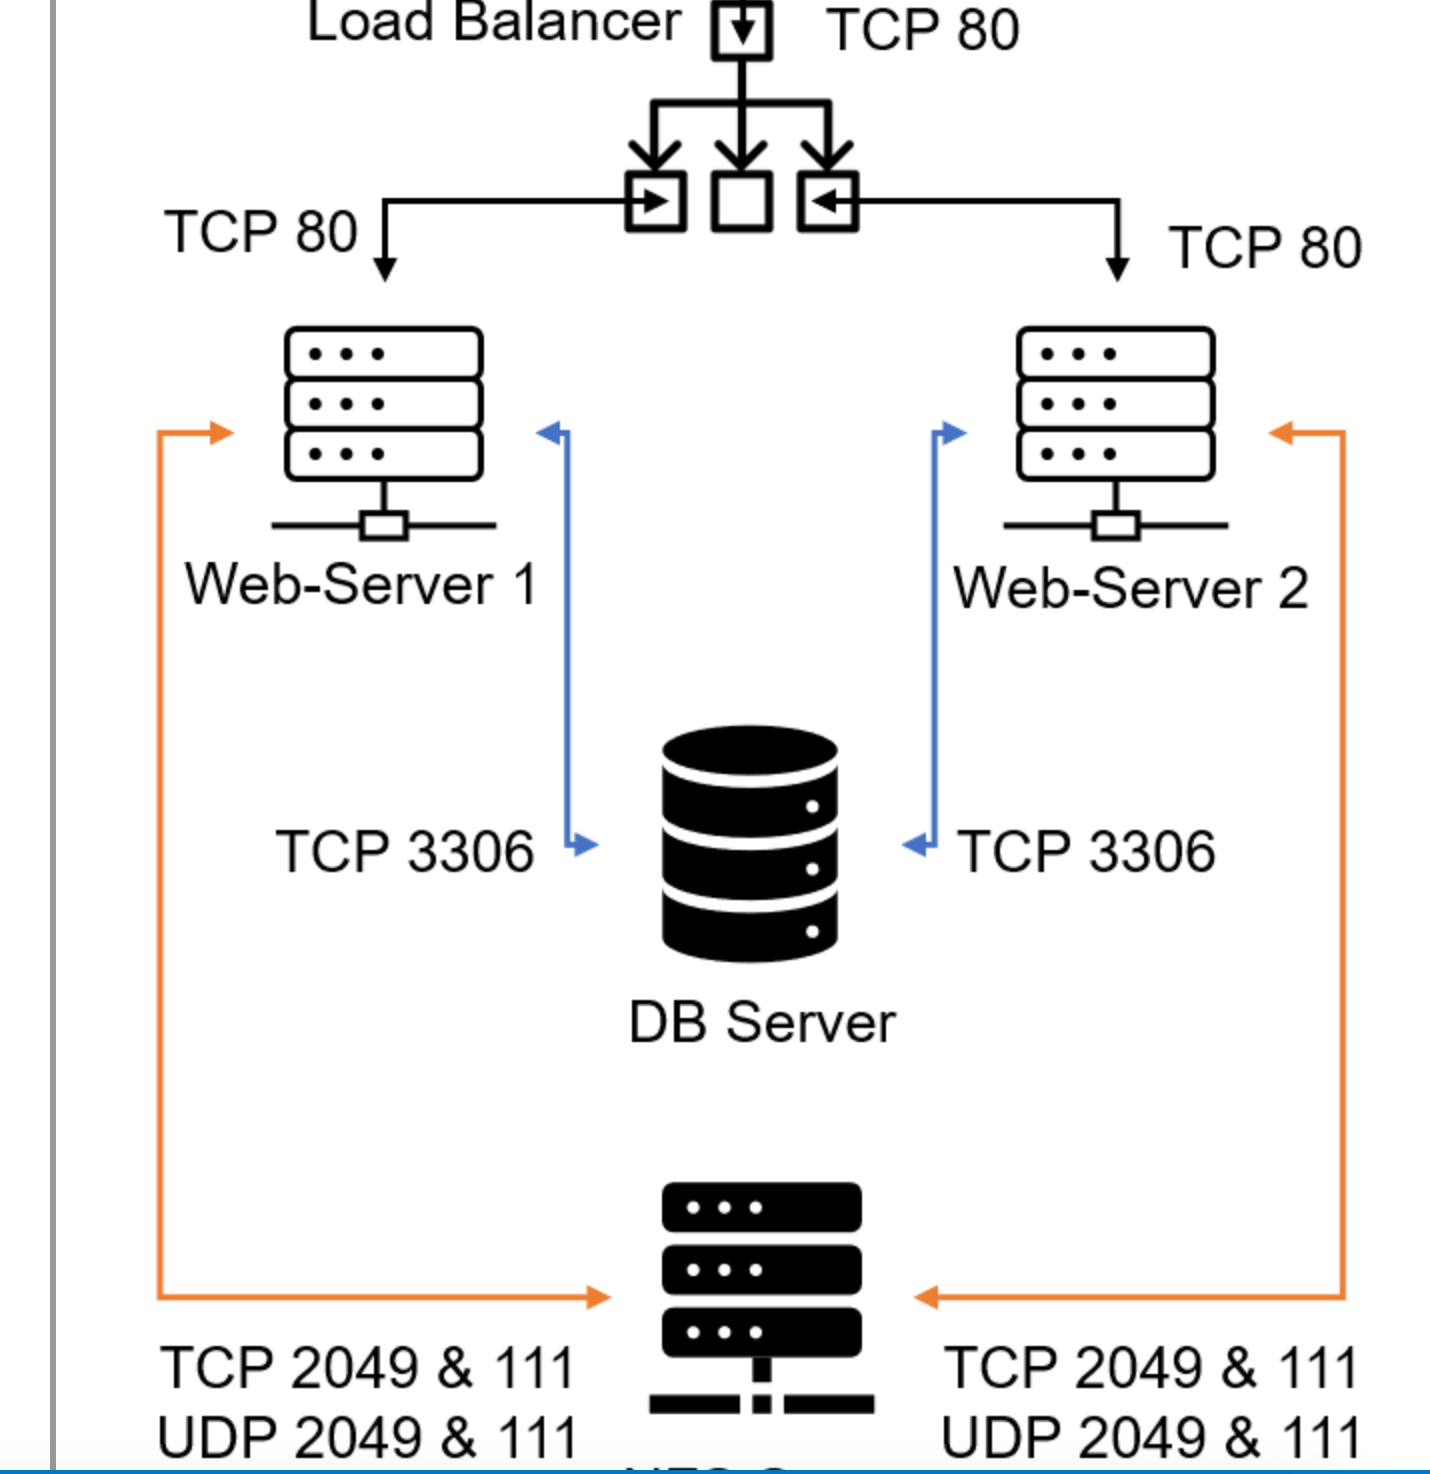 Load Balancer
TCP 80
TCP 80
TCP 80
Web-Server 1
Web-Server 2
TCP 3306
TCP 3306
DB Server
TCP 2049 & 111
UDP 2049 & 111
TCP 2049 & 111
UDP 2049 & 111